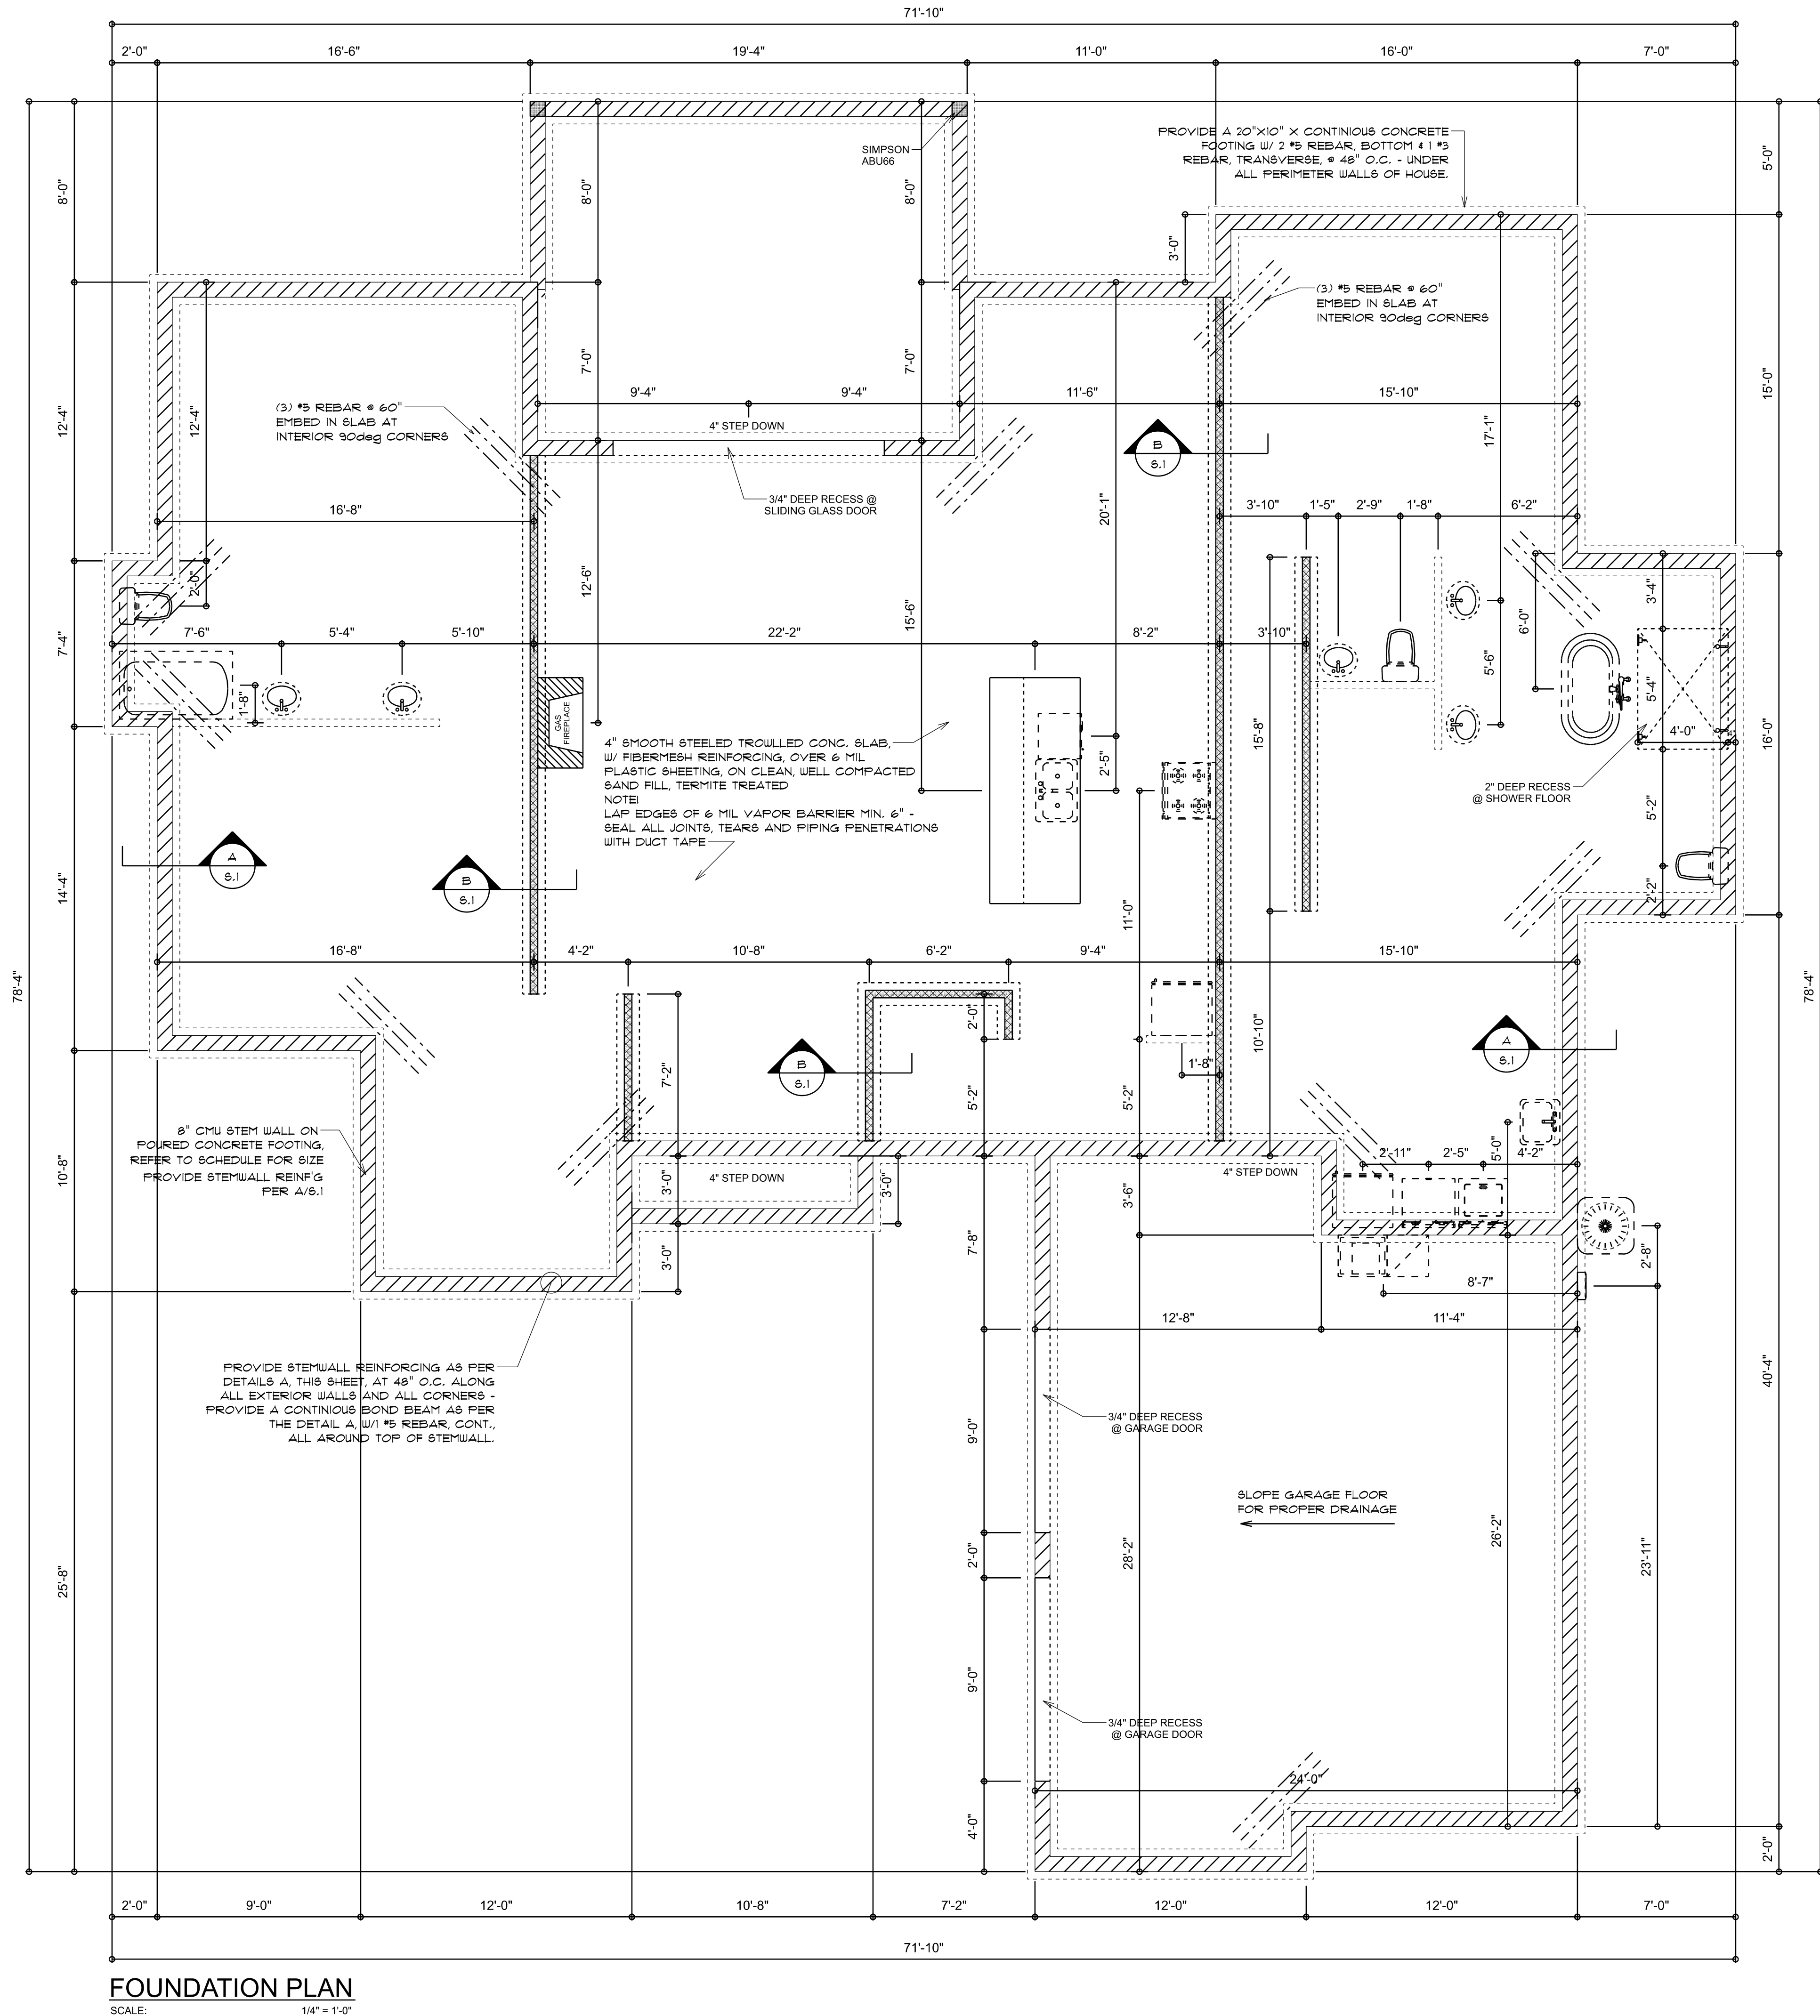 71'-10"
2'-0" 16'-6" 19'-4" 11'-0" 16'-0" 7'-0"
SIMPSON
ABU66
PROVIDE A 20"X10" X CONTINIOUS CONCRETE
FOOTING W/ 2 #5 REBAR, BOTTOM & 1 #3
REBAR, TRANSVERSE, @ 48" O.C. - UNDER
ALL PERIMETER WALLS OF HOUSE.
8'-0" 8'-0" 8'-0" 5'-0"
3'-0"
(3) #5 REBAR @ 60"
EMBED IN SLAB AT
INTERIOR 90deg CORNERS
7'-0" 7'-0"
9'-4" 9'-4" 11'-6" 15'-10"
12'-4" 12'-4" 15'-0"
(3) #5 REBAR @ 60"
EMBED IN SLAB AT
INTERIOR 90deg CORNERS
4" STEP DOWN
17'-1"
B
S.1
3/4" DEEP RECESS @
SLIDING GLASS DOOR
16'-8" 20'-1"
3'-10" 1'-5" 2'-9" 1'-8" 6'-2"
2'-0" 12'-6" 15'-6" 3'-4"
7'-4" 6'-0"
7'-6" 5'-4" 5'-10" 22'-2" 8'-2" 3'-10"
1'-8" 5'-6" 5'-4"
GAS
FIREPLACE
15'-8" 4'-0" 16'-0"
4" SMOOTH STEELED TROWLLED CONC. SLAB,
W/ FIBERMESH REINFORCING, OVER 6 MIL
PLASTIC SHEETING, ON CLEAN, WELL COMPACTED
SAND FILL, TERMITE TREATED
NOTE!
LAP EDGES OF 6 MIL VAPOR BARRIER MIN. 6" -
SEAL ALL JOINTS, TEARS AND PIPING PENETRATIONS
WITH DUCT TAPE
2'-5"
2" DEEP RECESS
@ SHOWER FLOOR
5'-2"
A
S.1
B
S.1
14'-4" 11'-0" 2'-2"
16'-8" 4'-2" 10'-8" 6'-2" 9'-4" 15'-10"
78'-4" 78'-4"
2'-0" 10'-10"
A
S.1
B
S.1
7'-2" 1'-8"
5'-2" 5'-2"
8" CMU STEM WALL ON
POURED CONCRETE FOOTING,
REFER TO SCHEDULE FOR SIZE
PROVIDE STEMWALL REINF'G
PER A/S.1
10'-8"
2'-11" 2'-5" 5'-0" 4'-2"
4" STEP DOWN
4" STEP DOWN
3'-0" 3'-0" 3'-6"
3'-0" 7'-8" 2'-8"
8'-7"
12'-8" 11'-4"
PROVIDE STEMWALL REINFORCING AS PER
DETAILS A, THIS SHEET, AT 48" O.C. ALONG
ALL EXTERIOR WALLS AND ALL CORNERS -
PROVIDE A CONTINIOUS BOND BEAM AS PER
THE DETAIL A, W/1 #5 REBAR, CONT.,
ALL AROUND TOP OF STEMWALL.
40'-4"
3/4" DEEP RECESS
@ GARAGE DOOR
9'-0"
SLOPE GARAGE FLOOR
FOR PROPER DRAINAGE
25'-8" 2'-0" 28'-2" 26'-2" 23'-11"
9'-0"
3/4" DEEP RECESS
@ GARAGE DOOR
24'-0"
4'-0" 2'-0"
2'-0" 9'-0" 12'-0" 10'-8" 7'-2" 12'-0" 12'-0" 7'-0"
71'-10"
FOUNDATION PLAN
SCALE: 1/4" = 1'-0"